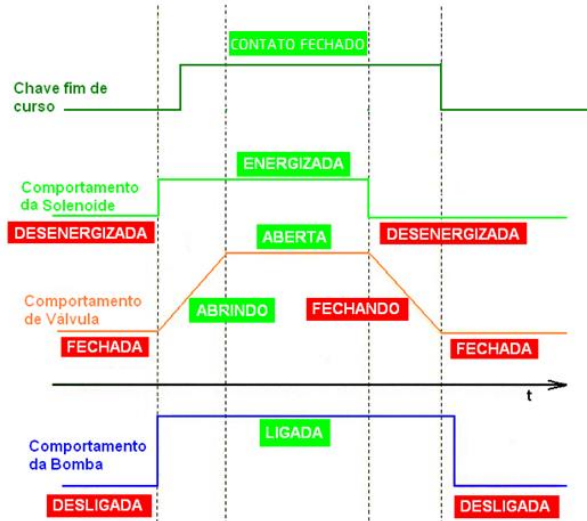 CONTATO FECHADO
Chave fim de
curso
ENERGIZADA
Comportamento
da Solenoide
DESENERGIZADA
DESENERGIZADA
ABERTA
Comportamento
de Válvula
ABRINDO
FECHANDO
FECHADA
FECHADA
t
LIGADA
Comportamento
da Bomba
DESLIGADA
DESLIGADA